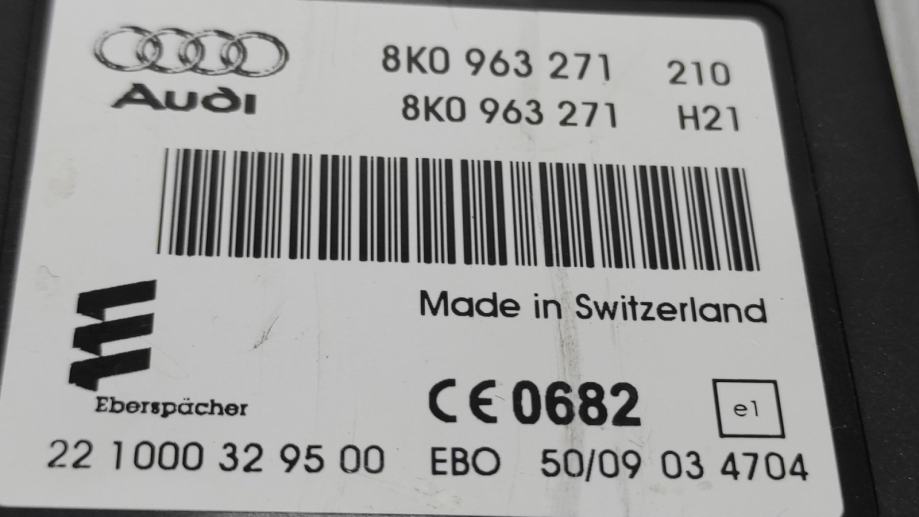 8K0 963 271 210
Audi
8K0 963 271 H21
Made in Switzerland
Eberspächer
CE 0682 e1
22 1000 32 95 00 EBO 50/09 03 4704